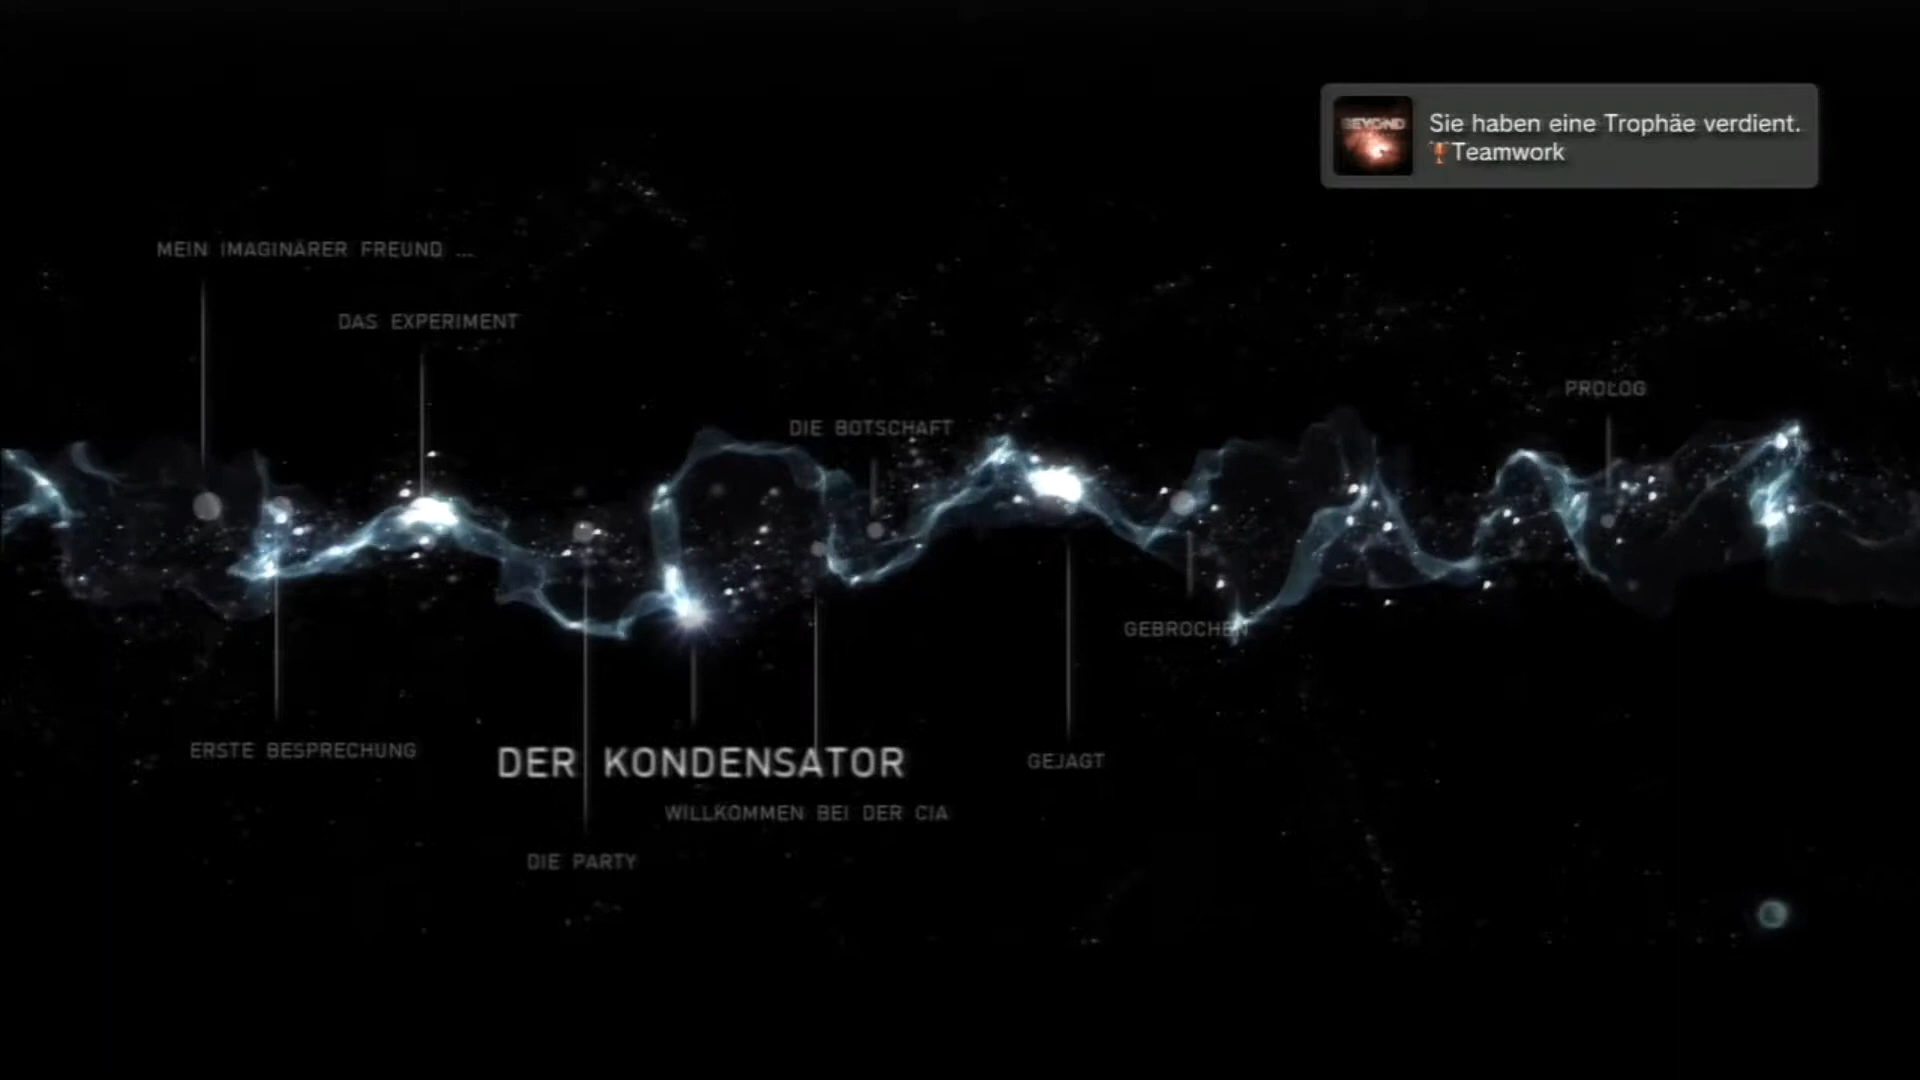 BEYOND
Sie haben eine Trophäe verdient.
Teamwork
MEIN IMAGINÄRER FREUND ...
DAS EXPERIMENT
PROLOG
DIE BOTSCHAFT
GEBROCHEN
ERSTE BESPRECHUNG
DER KONDENSATOR
GEJAGT
WILLKOMMEN BEI DER CIA
DIE PARTY